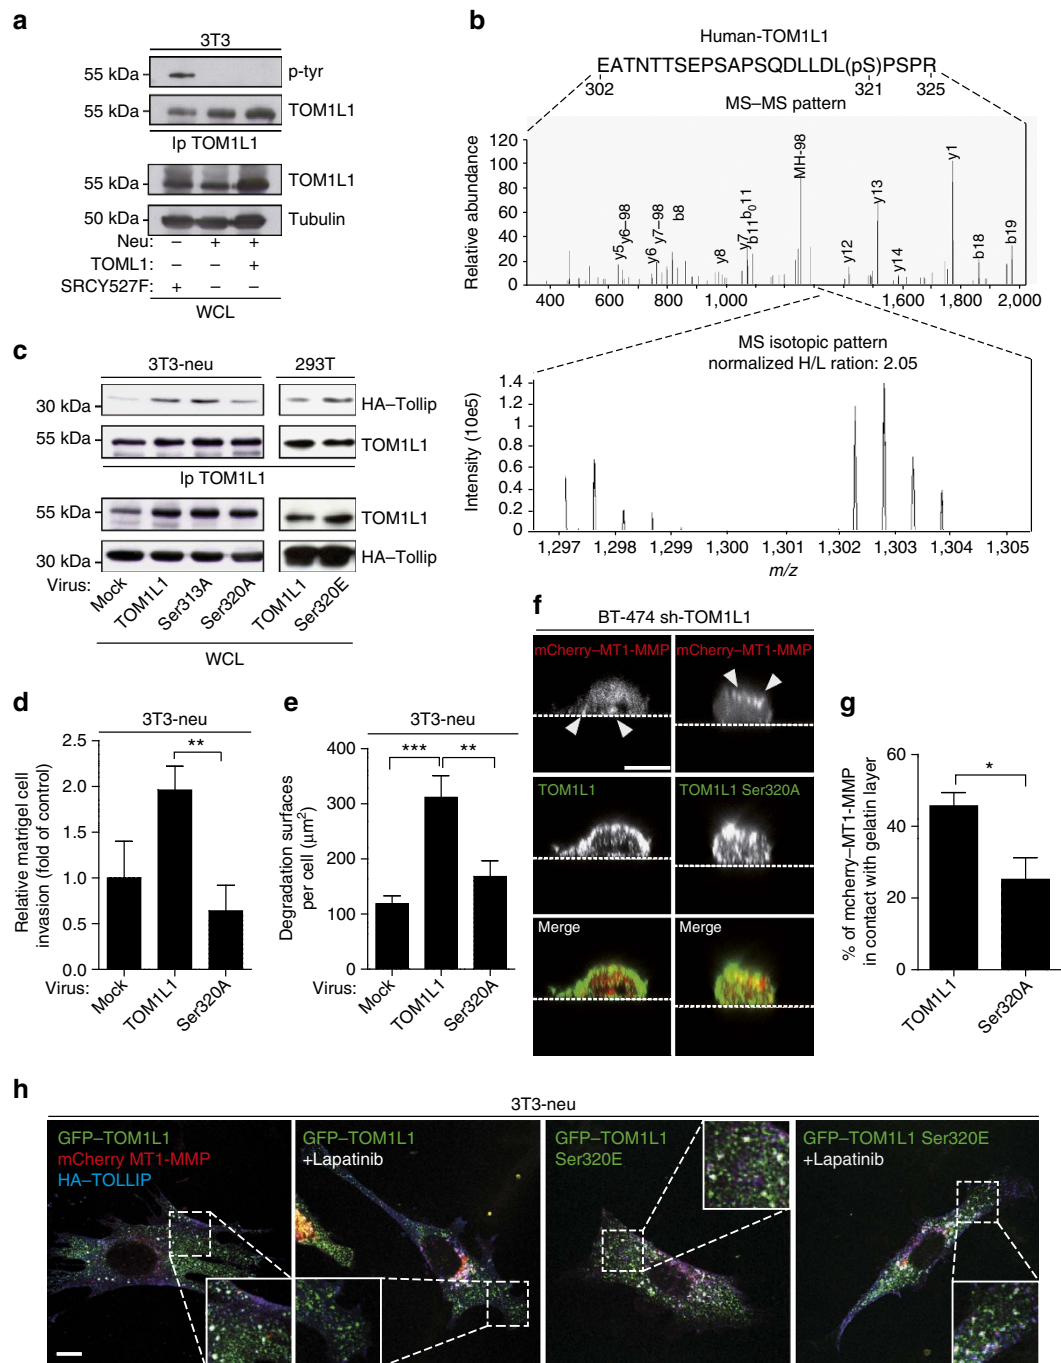 a
3T3
55 kDa
p-tyr
55 kDa
TOM1L1
Ip TOM1L1
55 kDa
TOM1L1
50 kDa
Tubulin
Neu: – + +
TOML1: – – +
SRCY527F: + – –
WCL
b
Human-TOM1L1
EATNTTSEPSAPSQDLLDL(pS)PSPR
302 321 325
MS–MS pattern
Relative abundance
120
100
80
60
40
20
0
y5
y6–98
y6
y7–98
b8
y8
y7
b11
b011
MH-98
y12
y13
y14
y1
b18
b19
400 600 800 1,000 1,600 1,800 2,000
MS isotopic pattern
normalized H/L ration: 2.05
Intensity (10e5)
1.4
1.2
1
0.8
0.6
0.4
0.2
0
1,297 1,298 1,299 1,300 1,301 1,302 1,303 1,304 1,305
m/z
c
3T3-neu 293T
30 kDa
HA–Tollip
55 kDa
TOM1L1
Ip TOM1L1
55 kDa
TOM1L1
30 kDa
HA–Tollip
Virus: Mock TOM1L1 Ser313A Ser320A TOM1L1 Ser320E
WCL
d
3T3-neu
Relative matrigel cell
invasion (fold of control)
2.5
2.0
1.5
1.0
0.5
0.0
**
Virus: Mock TOM1L1 Ser320A
e
3T3-neu
Degradation surfaces
per cell (μm2)
400
300
200
100
0
*** **
Virus: Mock TOM1L1 Ser320A
f
BT-474 sh-TOM1L1
mCherry–MT1-MMP mCherry–MT1-MMP
TOM1L1 TOM1L1 Ser320A
Merge Merge
g
% of mcherry–MT1-MMP
in contact with gelatin layer
60
40
20
0
*
TOM1L1 Ser320A
h
3T3-neu
GFP–TOM1L1
mCherry MT1-MMP
HA–TOLLIP
GFP–TOM1L1
+Lapatinib
GFP–TOM1L1
Ser320E
GFP–TOM1L1 Ser320E
+Lapatinib